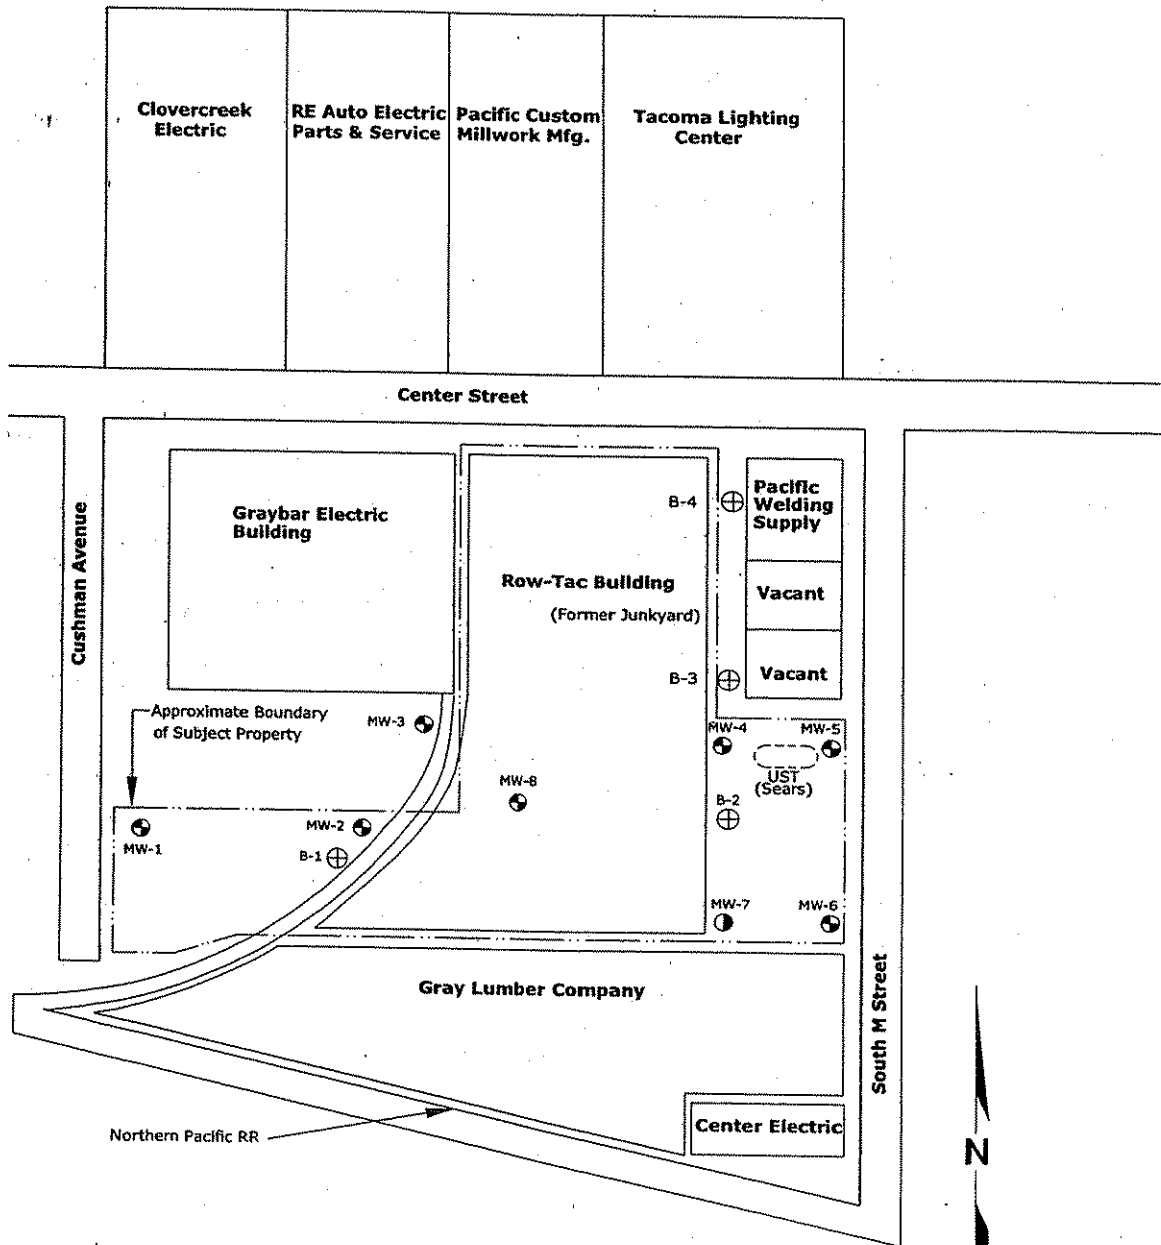 Clovercreek
Electric
RE Auto Electric
Parts & Service
Pacific Custom
Millwork Mfg.
Tacoma Lighting
Center
Center Street
Cushman Avenue
Graybar Electric
Building
B-4
Pacific
Welding
Supply
Row-Tac Building
(Former Junkyard)
Vacant
B-3
Vacant
Approximate Boundary
of Subject Property
MW-3
MW-4
MW-5
UST
(Sears)
MW-8
B-2
MW-1
MW-2
B-1
MW-7
MW-6
Gray Lumber Company
South M Street
Northern Pacific RR
Center Electric
N